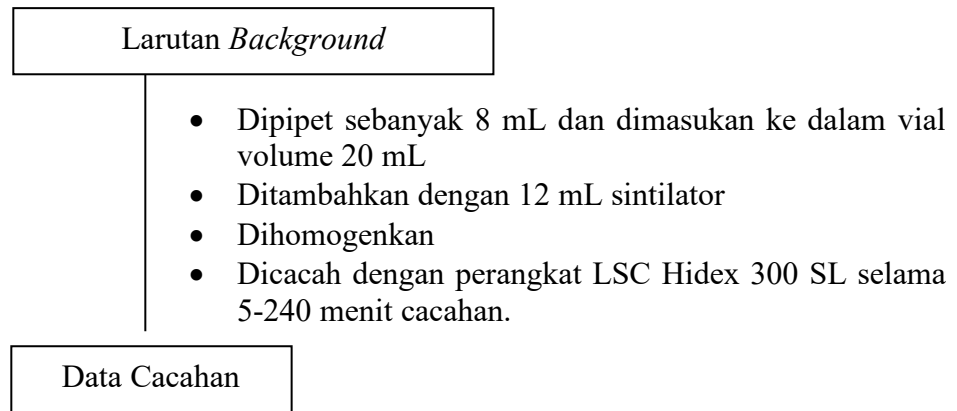 Larutan Background
• Dipipet sebanyak 8 mL dan dimasukan ke dalam vial
volume 20 mL
• Ditambahkan dengan 12 mL sintilator
• Dihomogenkan
• Dicacah dengan perangkat LSC Hidex 300 SL selama
5-240 menit cacahan.
Data Cacahan